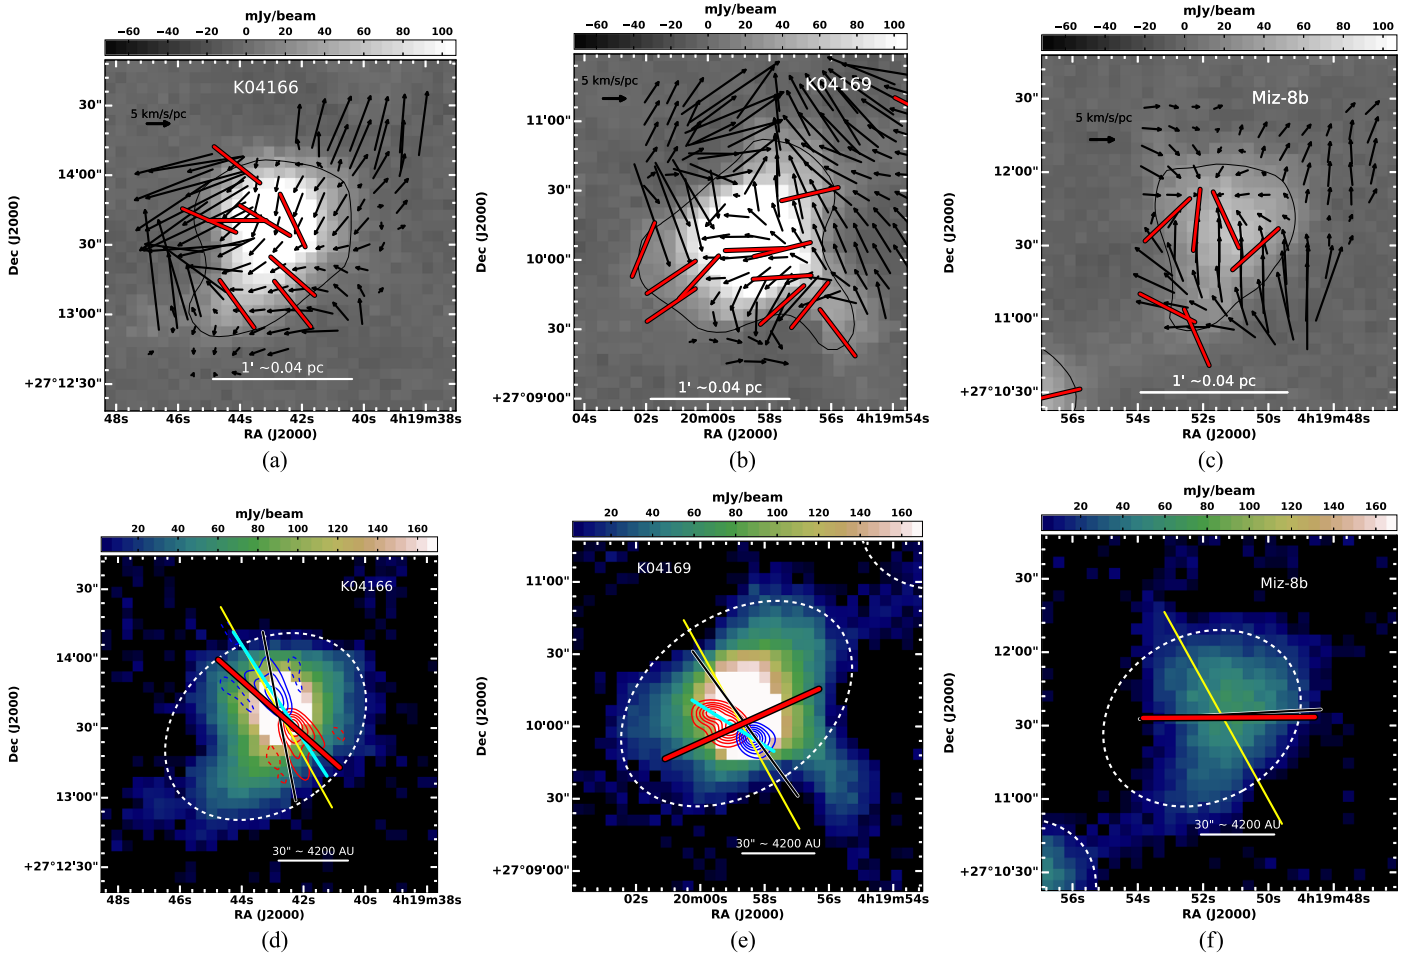 mJy/beam
−60 −40 −20 0 20 40 60 80 100
K04166
5 km/s/pc
Dec (J2000)
30"
14'00"
30"
13'00"
+27°12'30"
1' ~0.04 pc
48s 46s 44s 42s 40s 4h19m38s
RA (J2000)
(a)
mJy/beam
−60 −40 −20 0 20 40 60 80 100
K04169
5 km/s/pc
Dec (J2000)
11'00"
30"
10'00"
30"
+27°09'00"
1' ~0.04 pc
04s 02s 20m00s 58s 56s 4h19m54s
RA (J2000)
(b)
mJy/beam
−60 −40 −20 0 20 40 60 80 100
Miz-8b
5 km/s/pc
Dec (J2000)
30"
12'00"
30"
11'00"
+27°10'30"
1' ~0.04 pc
56s 54s 52s 50s 4h19m48s
RA (J2000)
(c)
mJy/beam
20 40 60 80 100 120 140 160
K04166
Dec (J2000)
30"
14'00"
30"
13'00"
+27°12'30"
30" ~ 4200 AU
48s 46s 44s 42s 40s 4h19m38s
RA (J2000)
(d)
mJy/beam
20 40 60 80 100 120 140 160
K04169
Dec (J2000)
11'00"
30"
10'00"
30"
+27°09'00"
30" ~ 4200 AU
02s 20m00s 58s 56s 4h19m54s
RA (J2000)
(e)
mJy/beam
20 40 60 80 100 120 140 160
Miz-8b
Dec (J2000)
30"
12'00"
30"
11'00"
+27°10'30"
30" ~ 4200 AU
56s 54s 52s 50s 4h19m48s
RA (J2000)
(f)